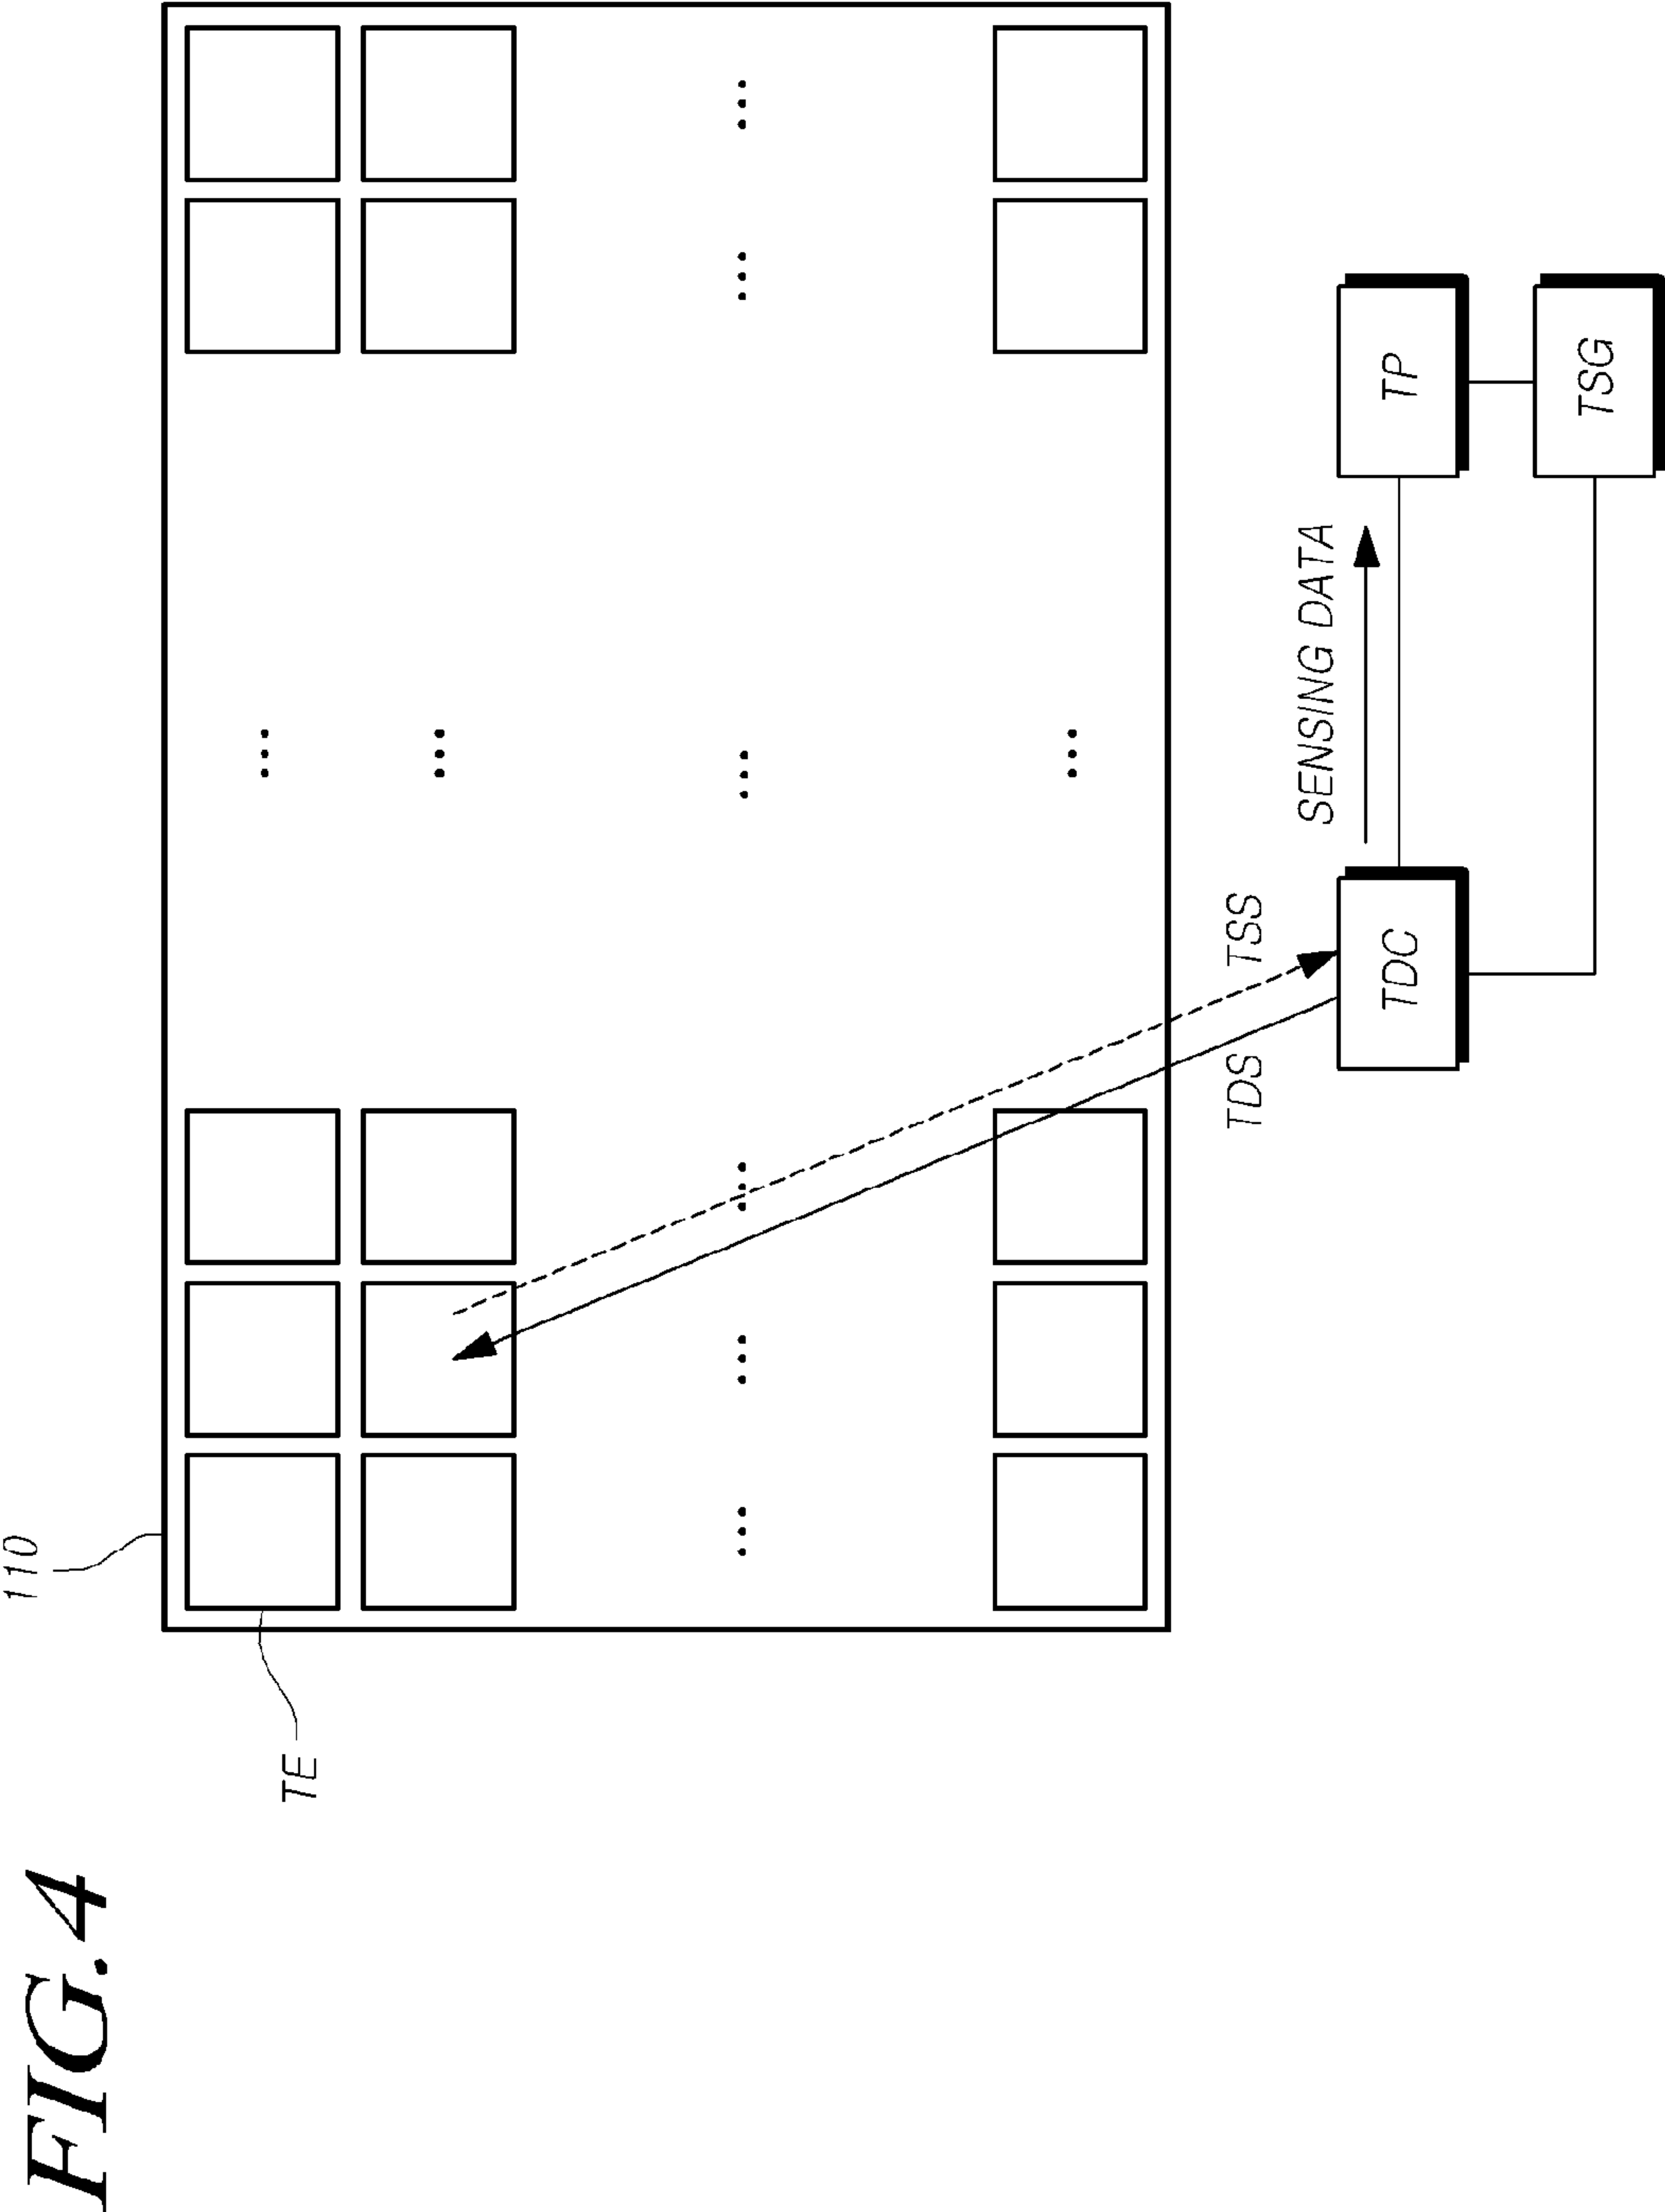 FIG.4
110
TE
TDS
TSS
SENSING DATA
TDC
TP
TSG